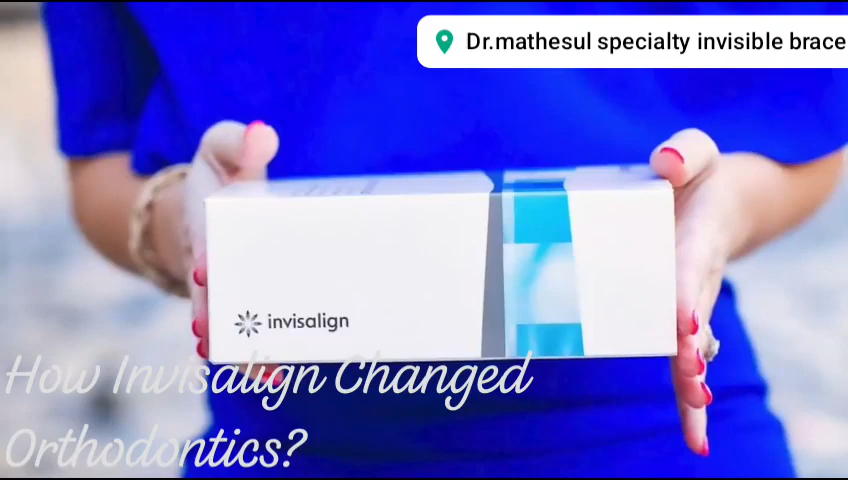 Dr.mathesul specialty invisible brace
invisalign
How Invisalign Changed
Orthodontics?